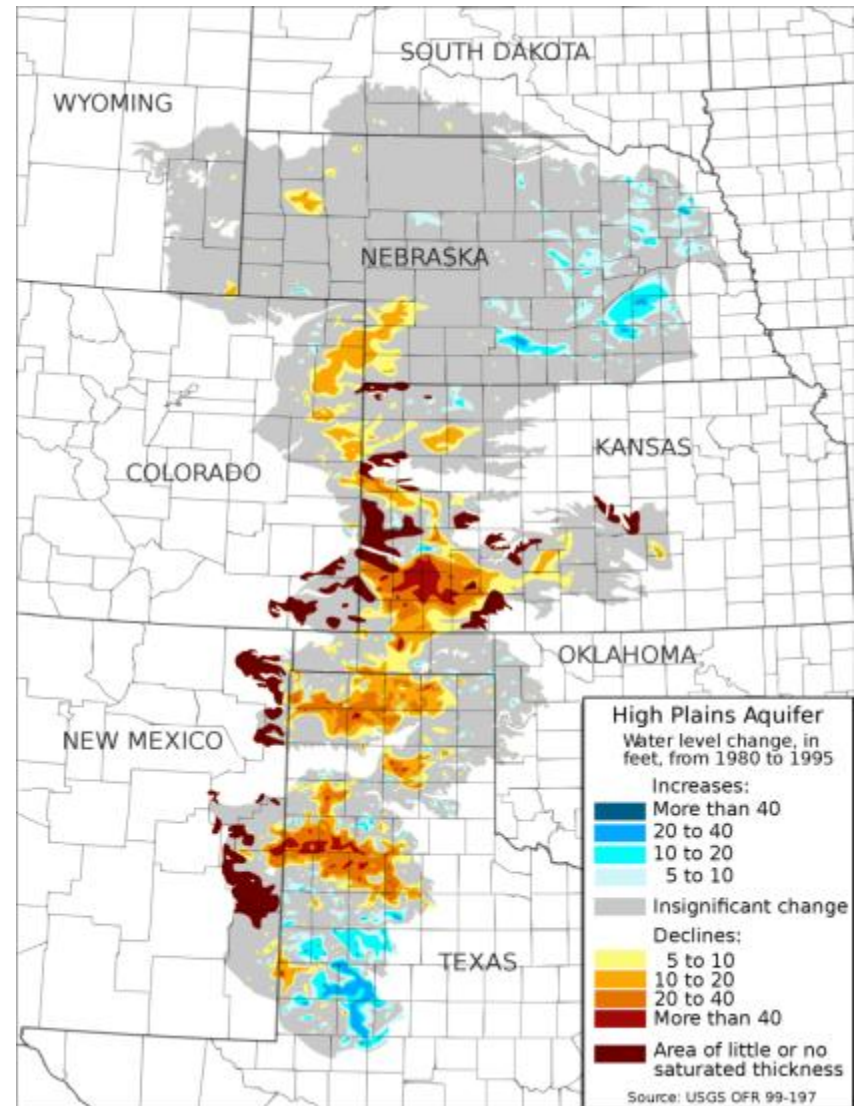 SOUTH DAKOTA
WYOMING
NEBRASKA
KANSAS
COLORADO
OKLAHOMA
NEW MEXICO
TEXAS
High Plains Aquifer
Water level change, in
feet, from 1980 to 1995
Increases:
More than 40
20 to 40
10 to 20
5 to 10
Insignificant change
Declines:
5 to 10
10 to 20
20 to 40
More than 40
Area of little or no
saturated thickness
Source: USGS OFR 99-197